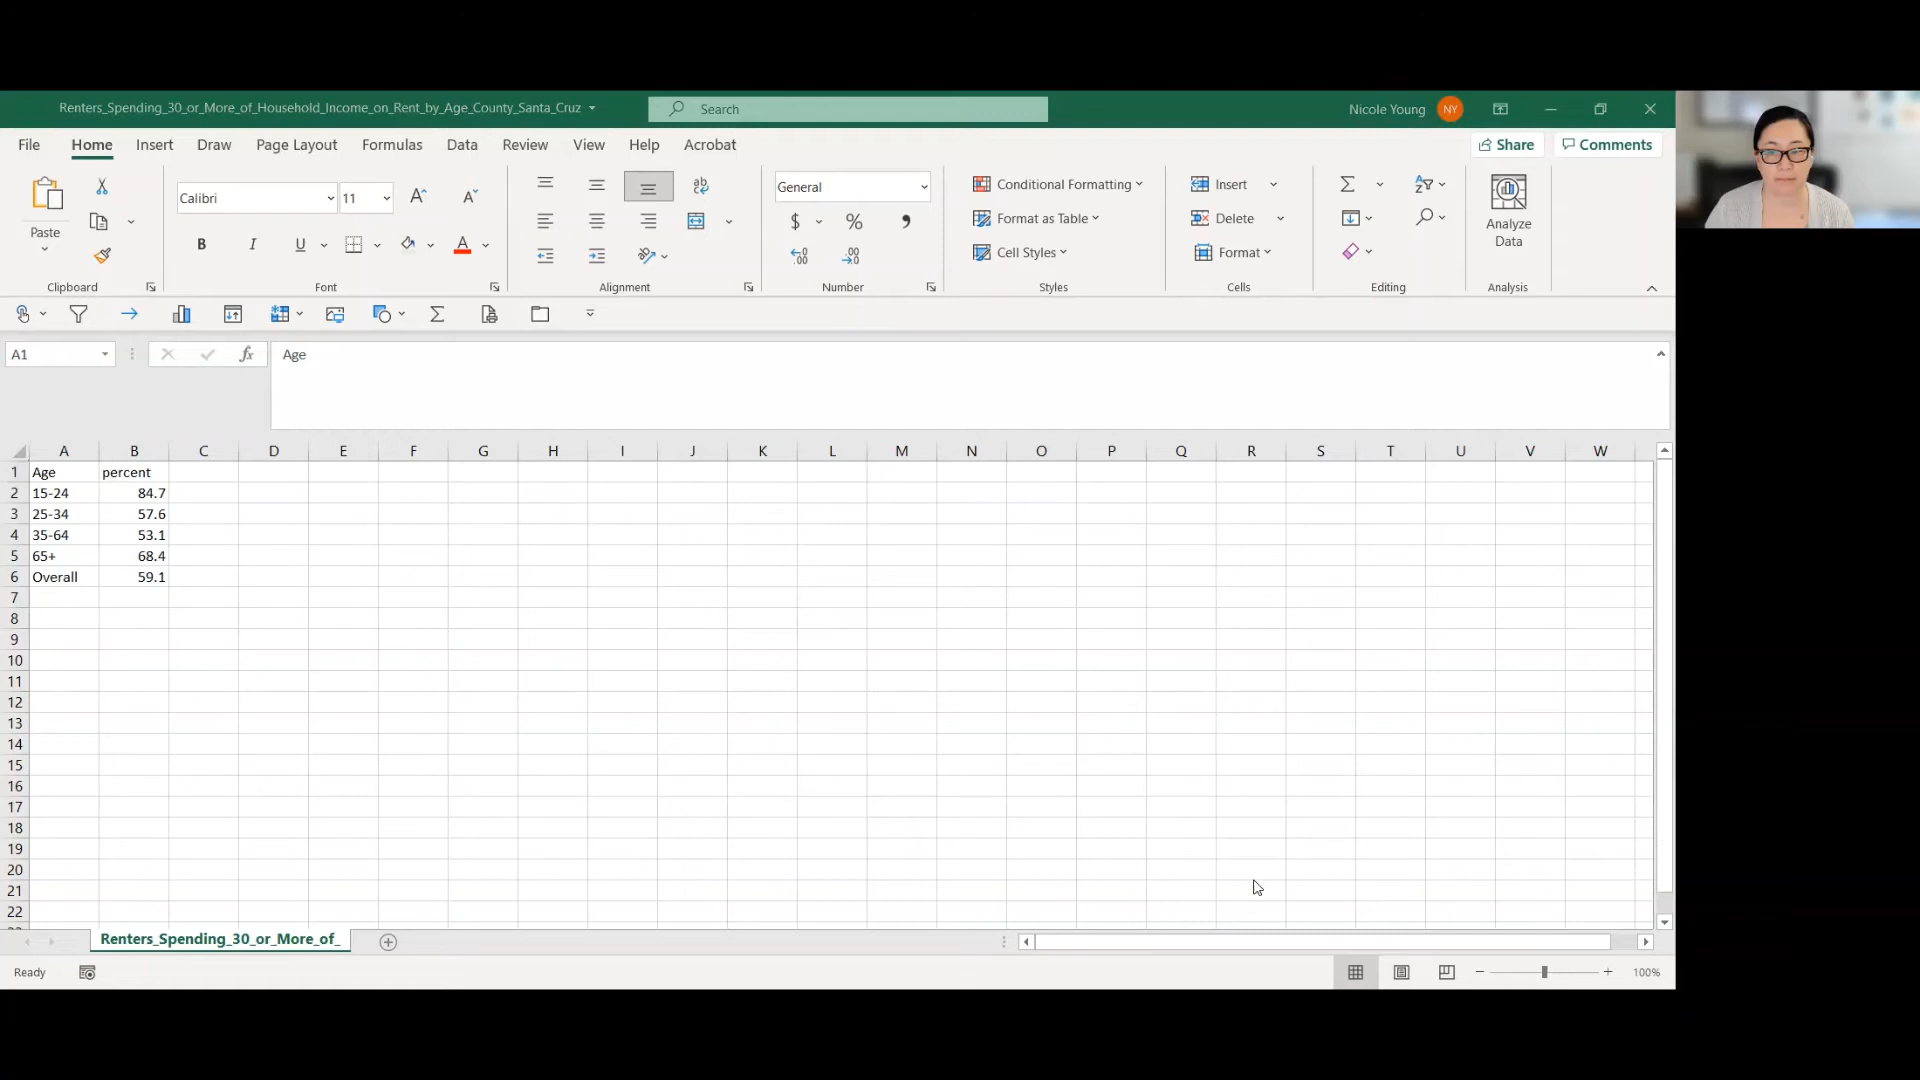 Renters_Spending_30_or_More_of_Household_Income_on_Rent_by_Age_County_Santa_Cruz
Search
Nicole Young
NY
File Home Insert Draw Page Layout Formulas Data Review View Help Acrobat
Share
Comments
Calibri
11
ab
General
Conditional Formatting
Insert
Paste
$ % ,
Format as Table
Delete
Analyze
Data
B I U A
Cell Styles
Format
Clipboard
Font
Alignment
Number
Styles
Cells
Editing
Analysis
A1
fx
Age
A B C D E F G H I J K L M N O P Q R S T U V W
1 Age percent
2 15-24 84.7
3 25-34 57.6
4 35-64 53.1
5 65+ 68.4
6 Overall 59.1
7
8
9
10
11
12
13
14
15
16
17
18
19
20
21
22
Renters_Spending_30_or_More_of_
Ready
100%